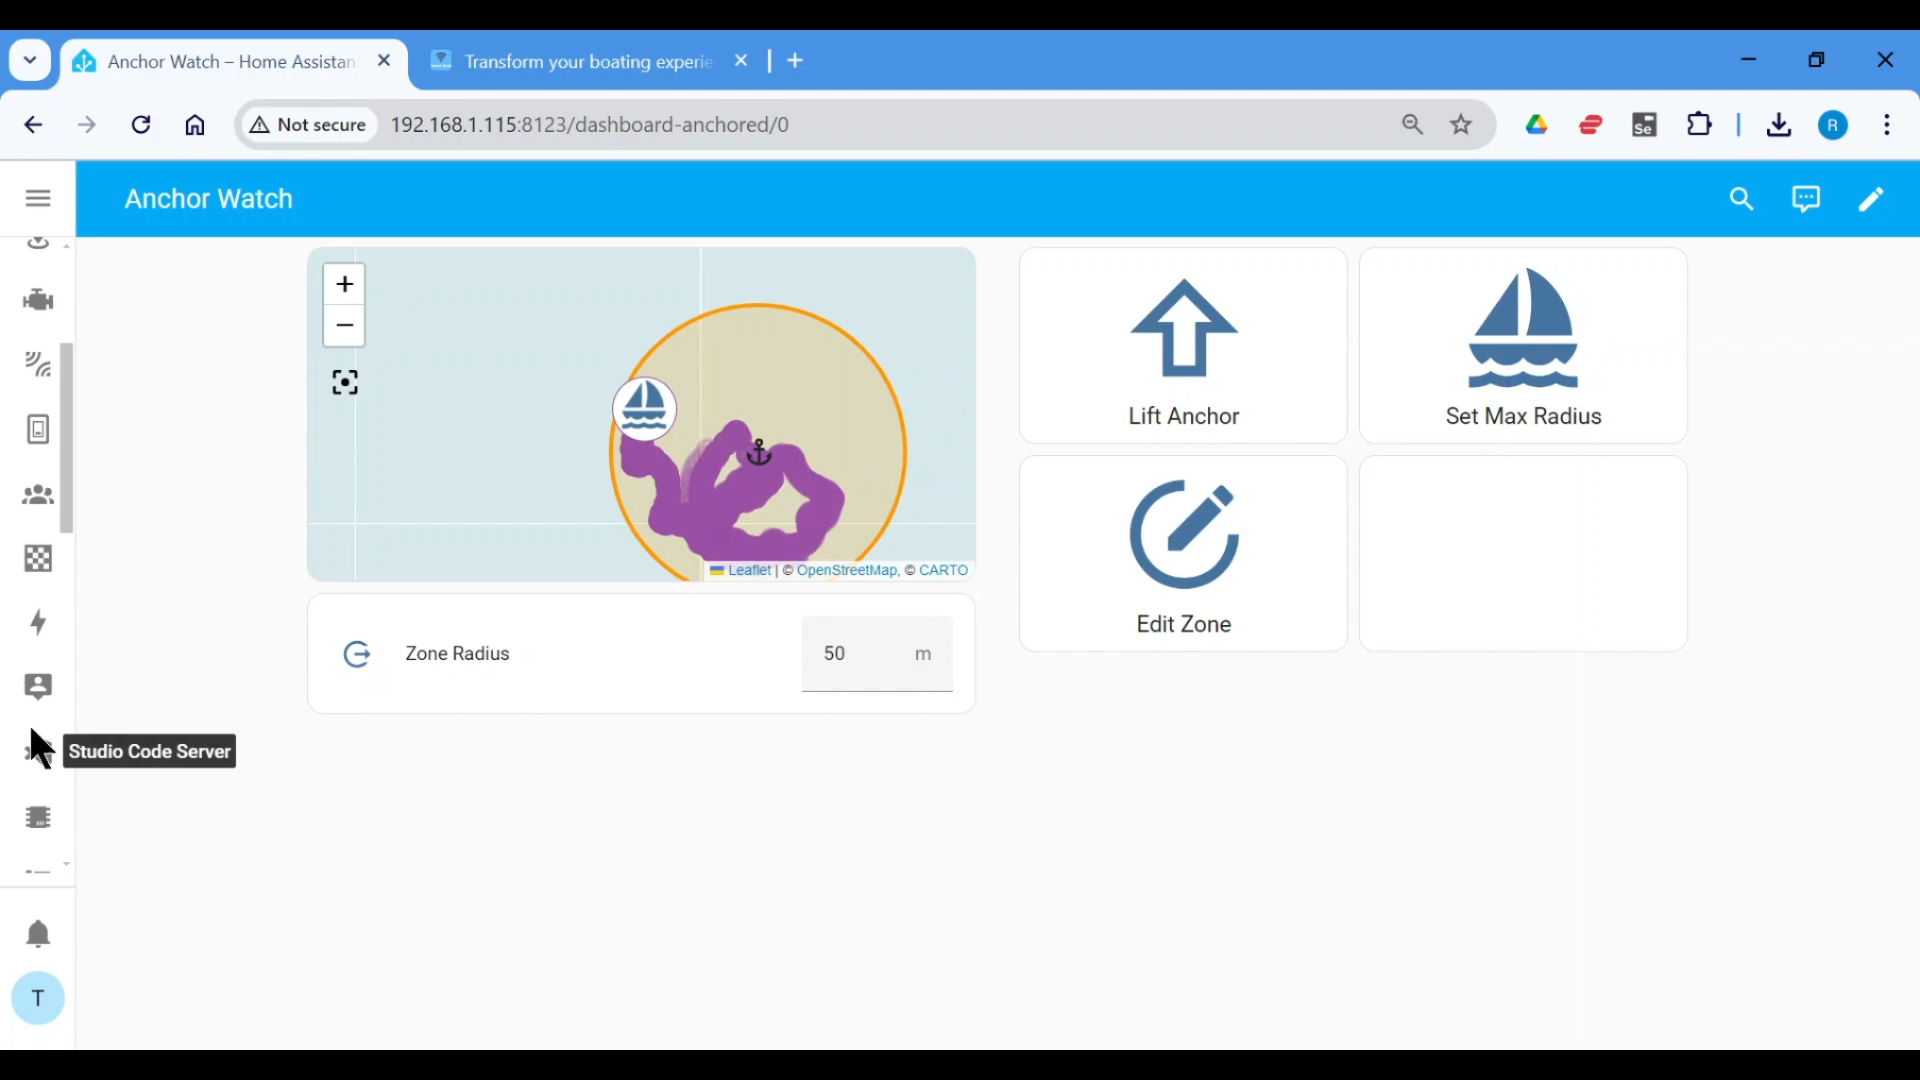 Anchor Watch – Home Assistan
Transform your boating experie
Not secure
192.168.1.115:8123/dashboard-anchored/0
Se
R
Anchor Watch
+
−
Leaflet | © OpenStreetMap, © CARTO
Zone Radius
50 m
Lift Anchor
Set Max Radius
Edit Zone
Studio Code Server
T